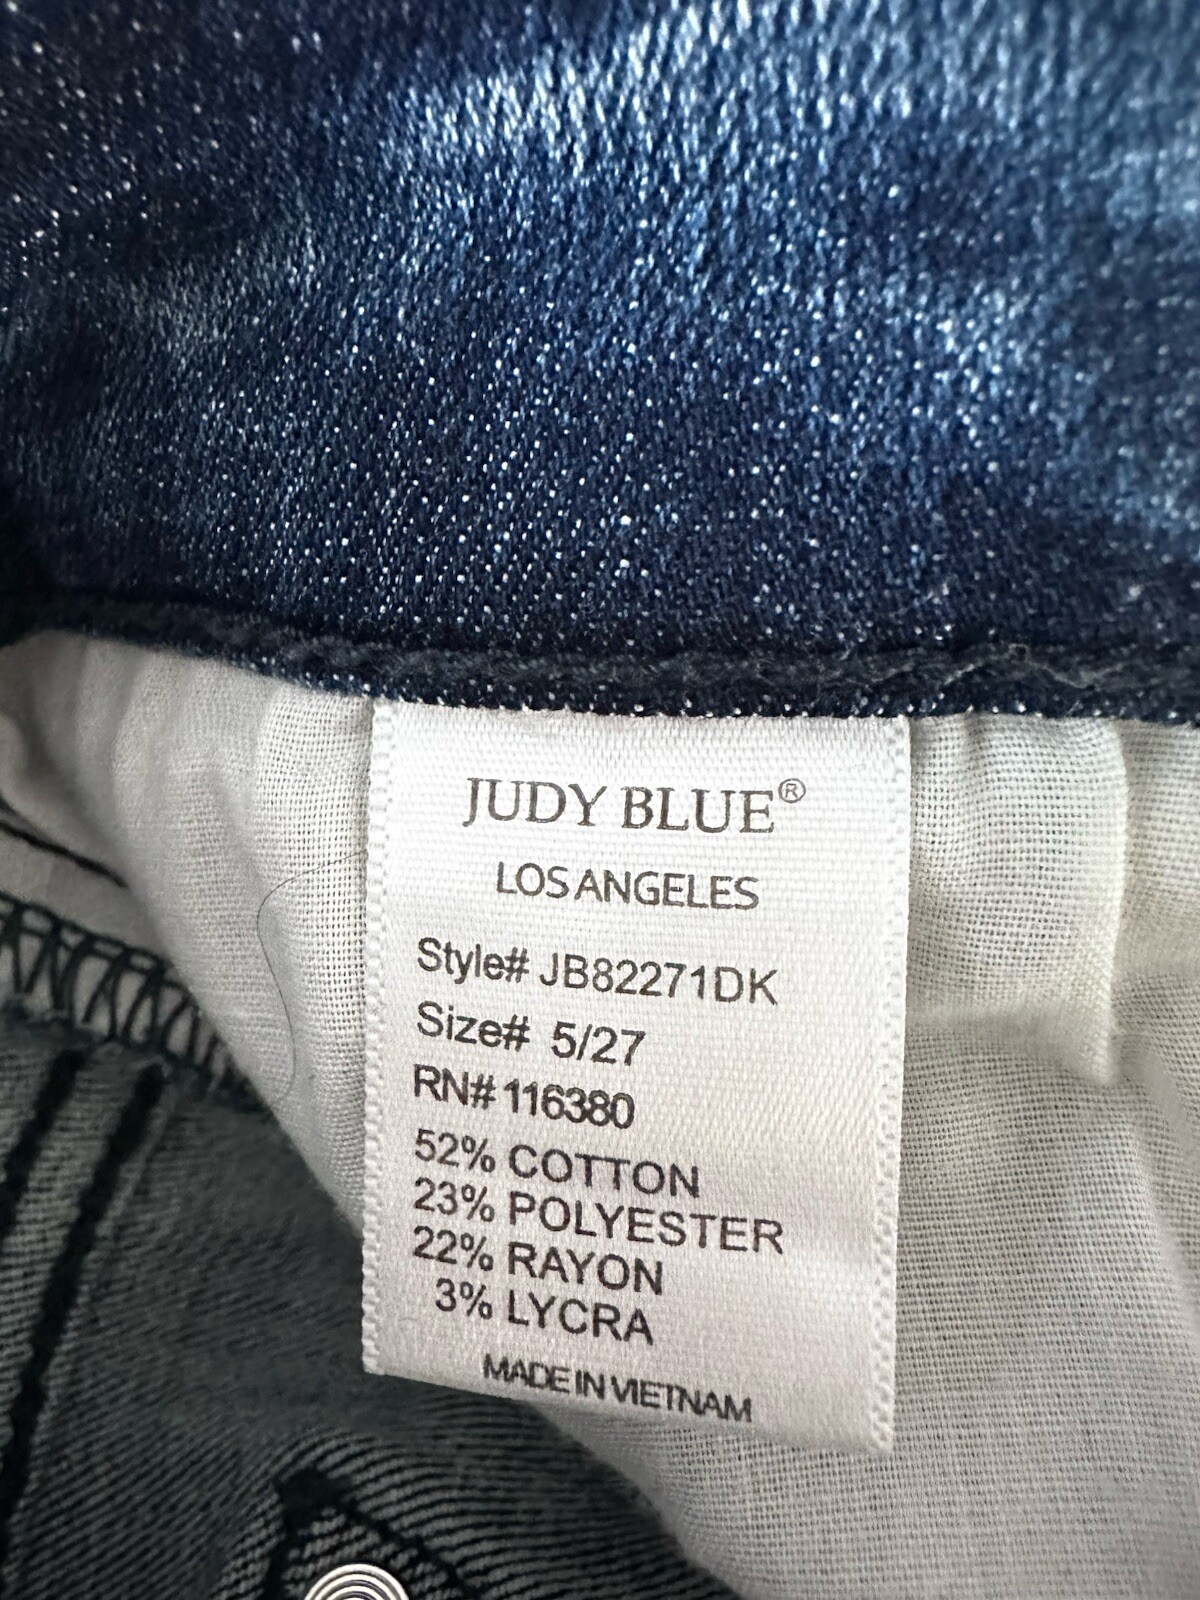 JUDY BLUE®
LOS ANGELES
Style# JB82271DK
Size# 5/27
RN# 116380
52% COTTON
23% POLYESTER
22% RAYON
3% LYCRA
MADE IN VIETNAM